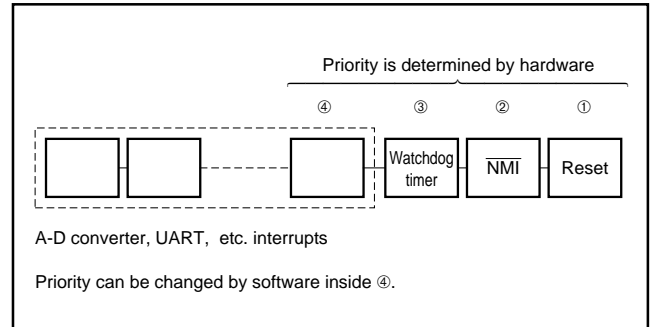 Priority is determined by hardware
④ ③ ② ①
Watchdog
timer
N̅M̅I̅
Reset
A-D converter, UART, etc. interrupts
Priority can be changed by software inside ④.